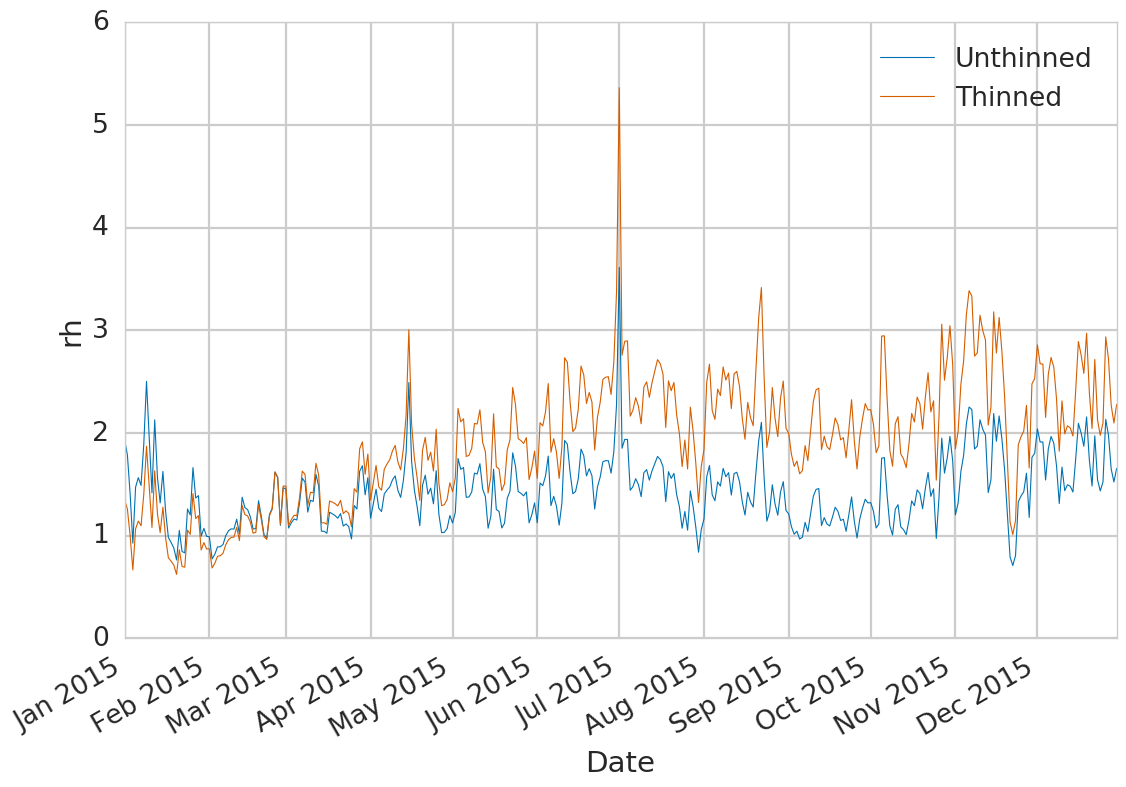 6
5
4
3
2
1
0
rh
Unthinned
Thinned
Jan 2015
Feb 2015
Mar 2015
Apr 2015
May 2015
Jun 2015
Jul 2015
Aug 2015
Sep 2015
Oct 2015
Nov 2015
Dec 2015
Date